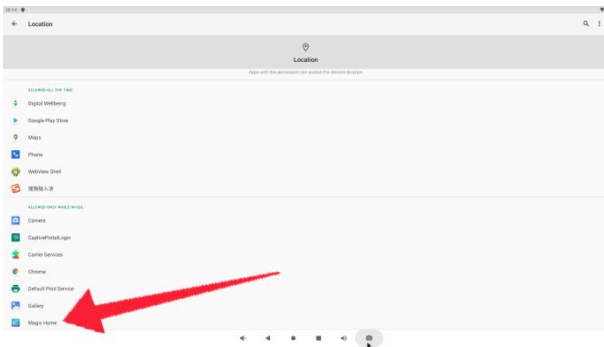 Location
Location
Apps with this permission can access this device's location
ALLOWED ALL THE TIME
Digital Wellbeing
Google Play Store
Maps
Phone
WebView Shell
搜狗输入法
ALLOWED ONLY WHILE IN USE
Camera
CaptivePortalLogin
Carrier Services
Chrome
Default Print Service
Gallery
Magic Home